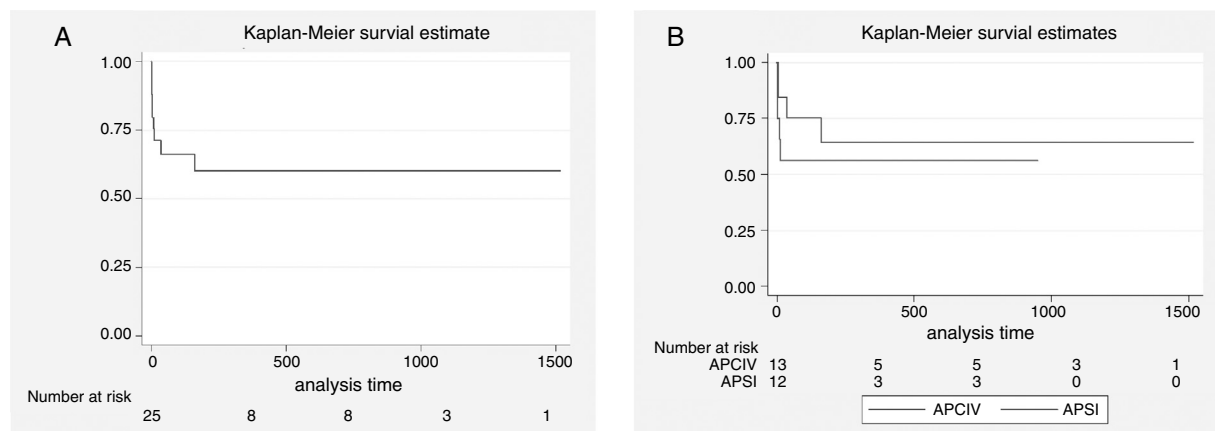 A
Kaplan-Meier survial estimate
1.00
0.75
0.50
0.25
0.00
0 500 1000 1500
analysis time
Number at risk
25 8 8 3 1
B
Kaplan-Meier survial estimates
1.00
0.75
0.50
0.25
0.00
0 500 1000 1500
analysis time
Number at risk
APCIV 13 5 5 3 1
APSI 12 3 3 0 0
APCIV APSI